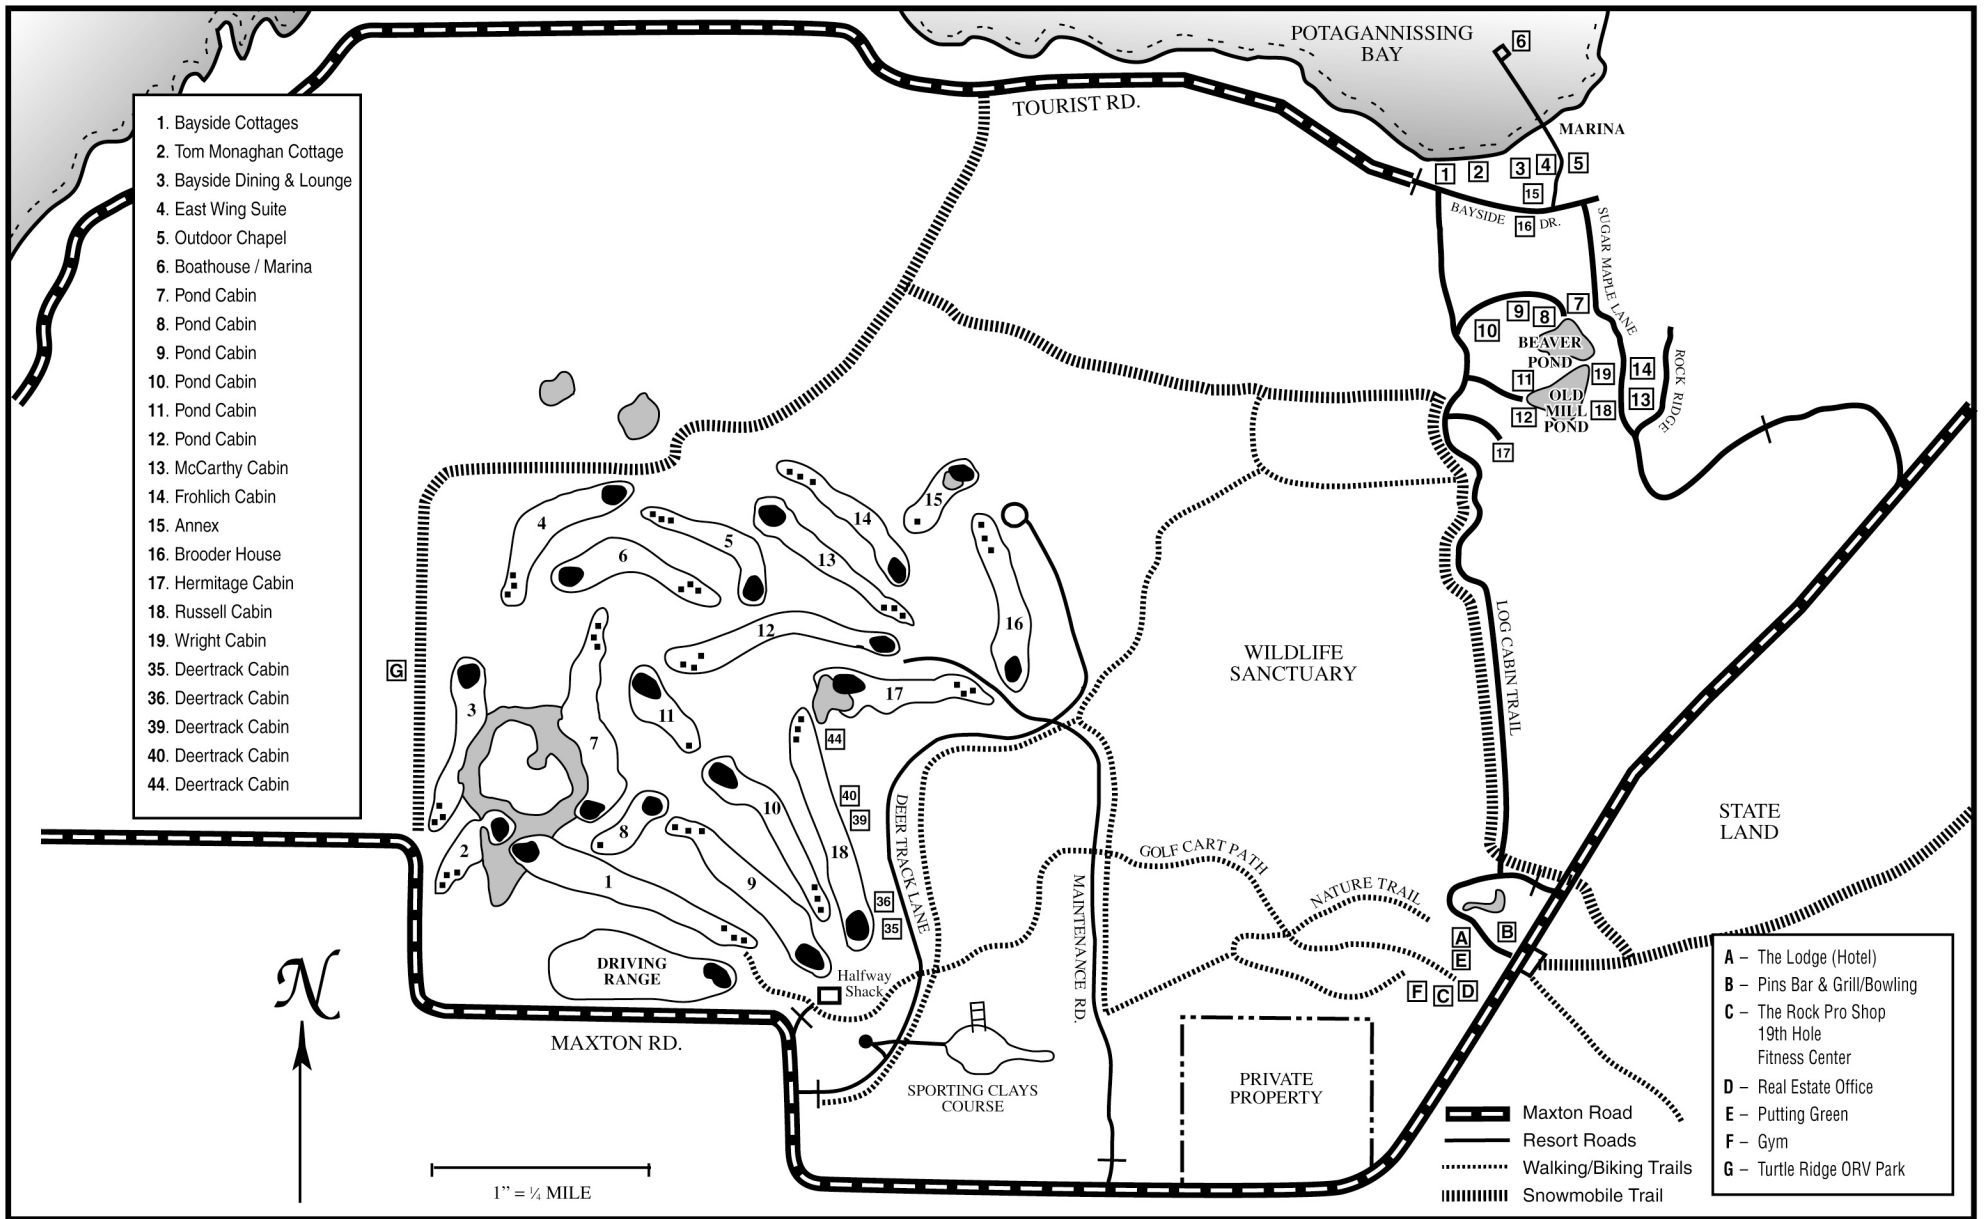 POTAGANNISSING
BAY
6
TOURIST RD.
MARINA
1
2
3
4
5
15
BAYSIDE
DR.
16
SUGAR MAPLE LANE
1. Bayside Cottages
2. Tom Monaghan Cottage
3. Bayside Dining & Lounge
4. East Wing Suite
5. Outdoor Chapel
6. Boathouse / Marina
7. Pond Cabin
8. Pond Cabin
9. Pond Cabin
10. Pond Cabin
11. Pond Cabin
12. Pond Cabin
13. McCarthy Cabin
14. Frohlich Cabin
15. Annex
16. Brooder House
17. Hermitage Cabin
18. Russell Cabin
19. Wright Cabin
35. Deertrack Cabin
36. Deertrack Cabin
39. Deertrack Cabin
40. Deertrack Cabin
44. Deertrack Cabin
7
8
9
10
BEAVER
POND
11
19
14
ROCK RIDGE
OLD
MILL
POND
12
18
13
17
4
5
6
14
13
15
12
16
G
3
11
17
7
44
WILDLIFE
SANCTUARY
LOG CABIN TRAIL
10
40
39
2
8
18
1
9
36
35
DEER TRACK LANE
MAINTENANCE RD.
GOLF CART PATH
NATURE TRAIL
STATE
LAND
DRIVING
RANGE
Halfway
Shack
A
B
E
F
C
D
N
MAXTON RD.
SPORTING CLAYS
COURSE
PRIVATE
PROPERTY
1" = ¼ MILE
Maxton Road
Resort Roads
Walking/Biking Trails
Snowmobile Trail
A – The Lodge (Hotel)
B – Pins Bar & Grill/Bowling
C – The Rock Pro Shop
19th Hole
Fitness Center
D – Real Estate Office
E – Putting Green
F – Gym
G – Turtle Ridge ORV Park